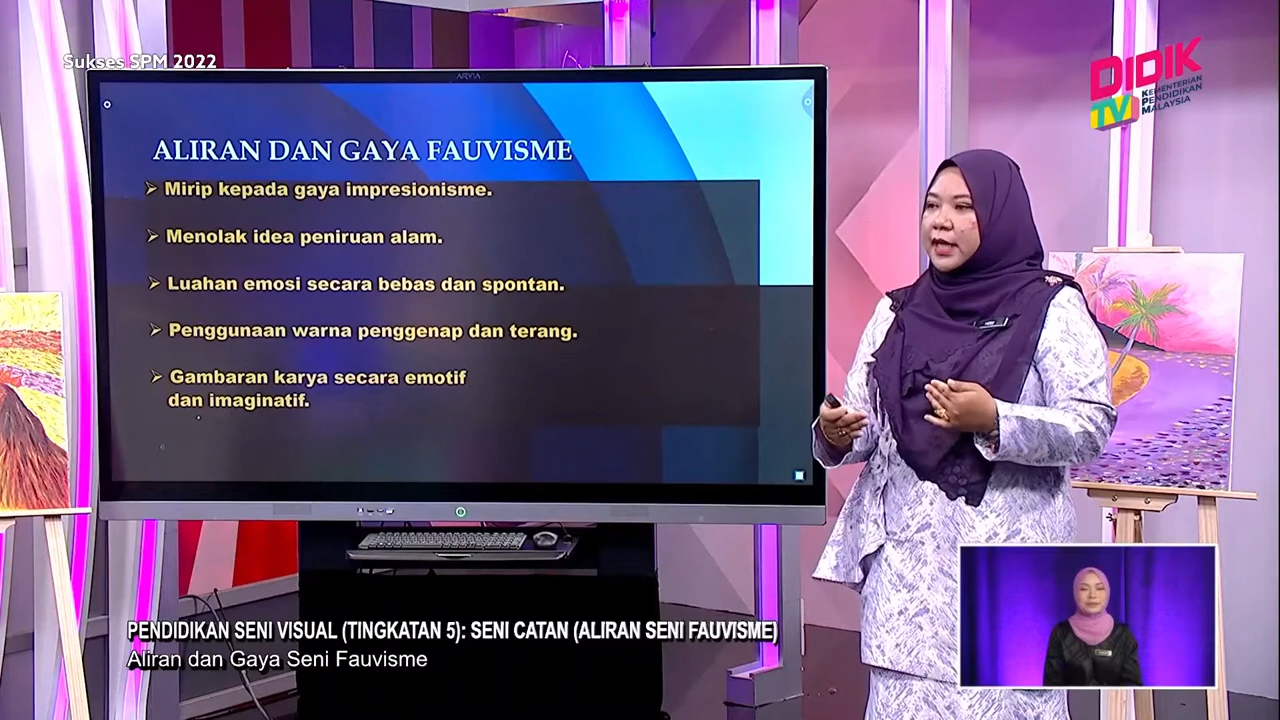 Sukses SPM 2022
DIDIK
TV
KEMENTERIAN
PENDIDIKAN
MALAYSIA
ARVIA
ALIRAN DAN GAYA FAUVISME
Mirip kepada gaya impresionisme.
Menolak idea peniruan alam.
Luahan emosi secara bebas dan spontan.
Penggunaan warna penggenap dan terang.
Gambaran karya secara emotif
dan imaginatif.
PENDIDIKAN SENI VISUAL (TINGKATAN 5): SENI CATAN (ALIRAN SENI FAUVISME)
Aliran dan Gaya Seni Fauvisme